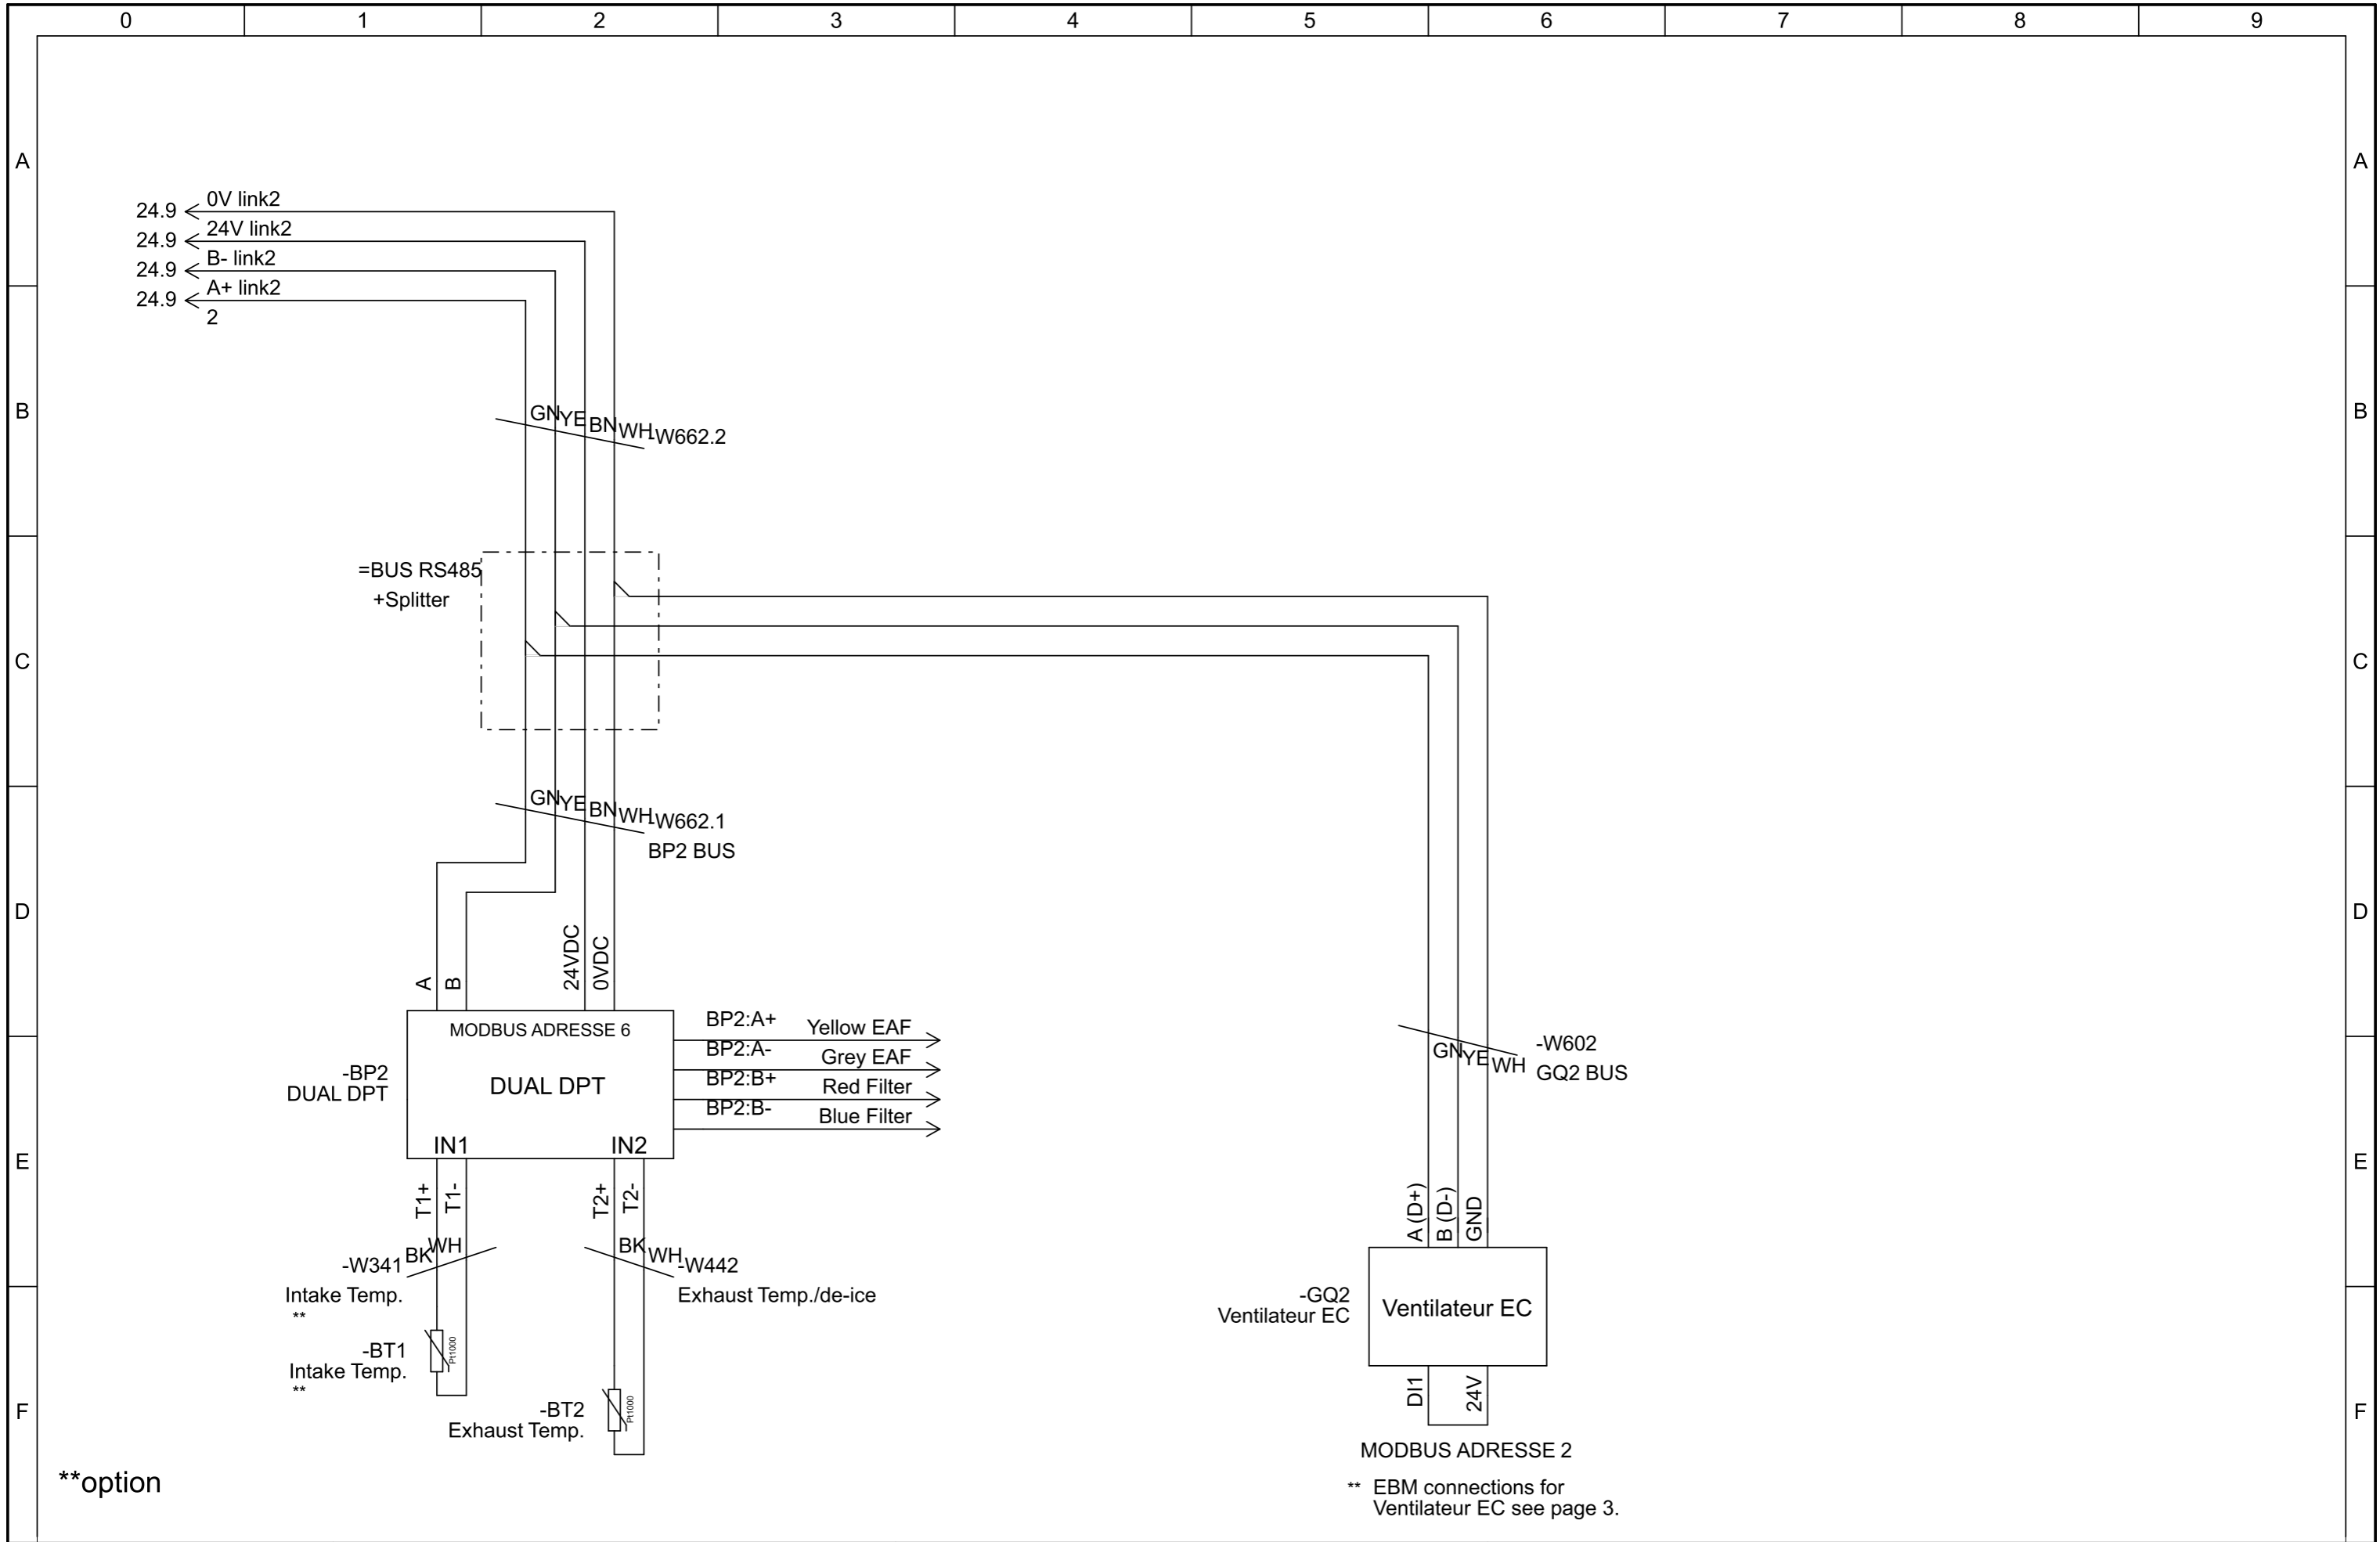 0 1 2 3 4 5 6 7 8 9
A A
24.9 0V link2
24.9 24V link2
24.9 B- link2
24.9 A+ link2
2
B B
GN YE BN WH -W662.2
=BUS RS485
+Splitter
C C
GN YE BN WH -W662.1
BP2 BUS
D D
A B 24VDC 0VDC
MODBUS ADRESSE 6
-BP2
DUAL DPT
DUAL DPT
IN1 IN2
BP2:A+ Yellow EAF
BP2:A- Grey EAF
BP2:B+ Red Filter
BP2:B- Blue Filter
GN YE WH
-W602
GQ2 BUS
E E
T1+ T1- T2+ T2-
-W341 BK WH
Intake Temp.
**
BK WH -W442
Exhaust Temp./de-ice
-BT1
Intake Temp.
**
Pt1000
-BT2
Exhaust Temp.
Pt1000
A (D+) B (D-) GND
-GQ2
Ventilateur EC
Ventilateur EC
DI1 24V
F F
MODBUS ADRESSE 2
** EBM connections for
Ventilateur EC see page 3.
**option